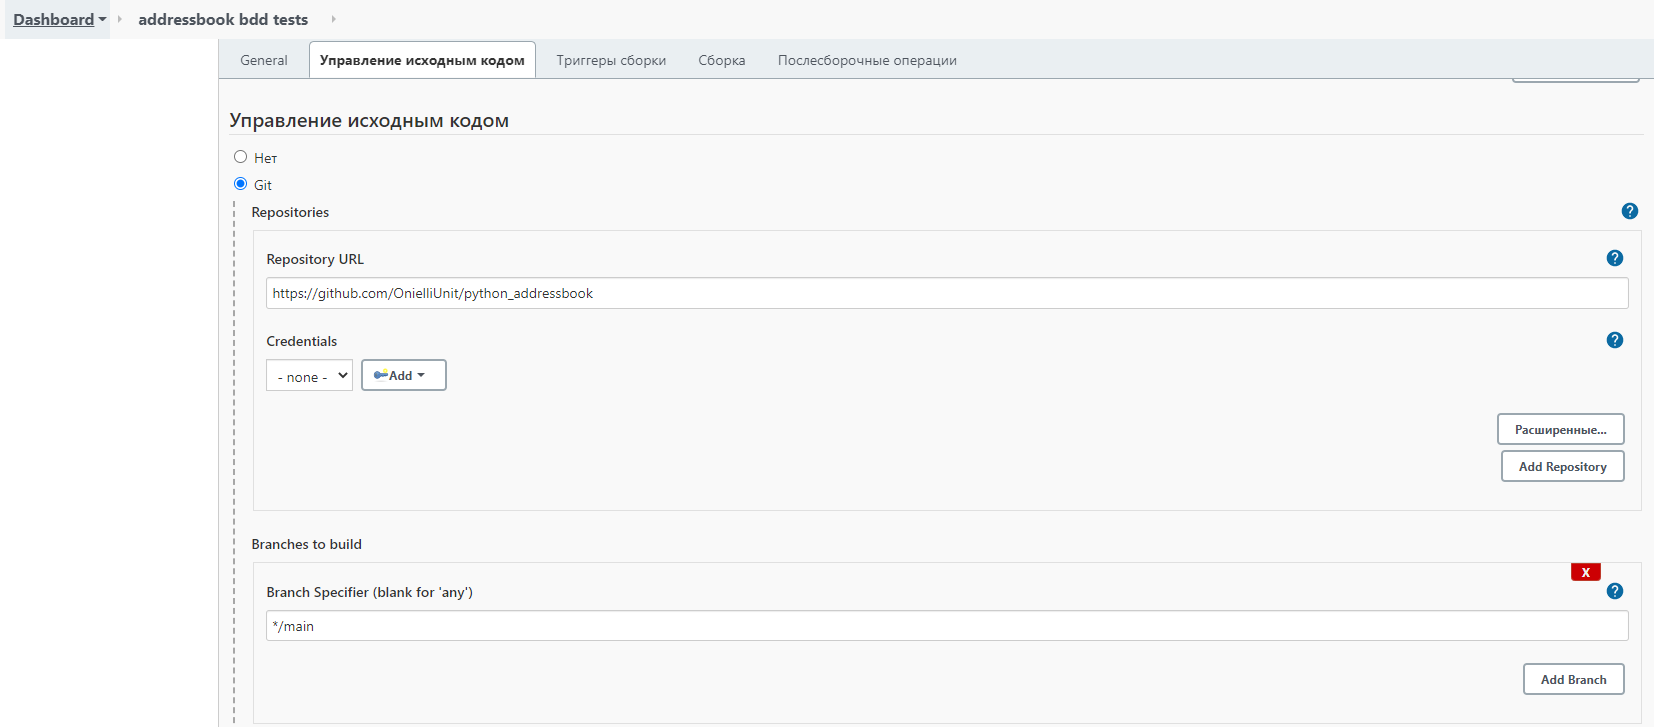 Dashboard addressbook bdd tests
General Управление исходным кодом Триггеры сборки Сборка Послесборочные операции
Управление исходным кодом
Нет
Git
Repositories ?
Repository URL ?
https://github.com/OnielliUnit/python_addressbook
Credentials ?
- none - Add
Расширенные...
Add Repository
Branches to build
X
Branch Specifier (blank for 'any') ?
*/main
Add Branch